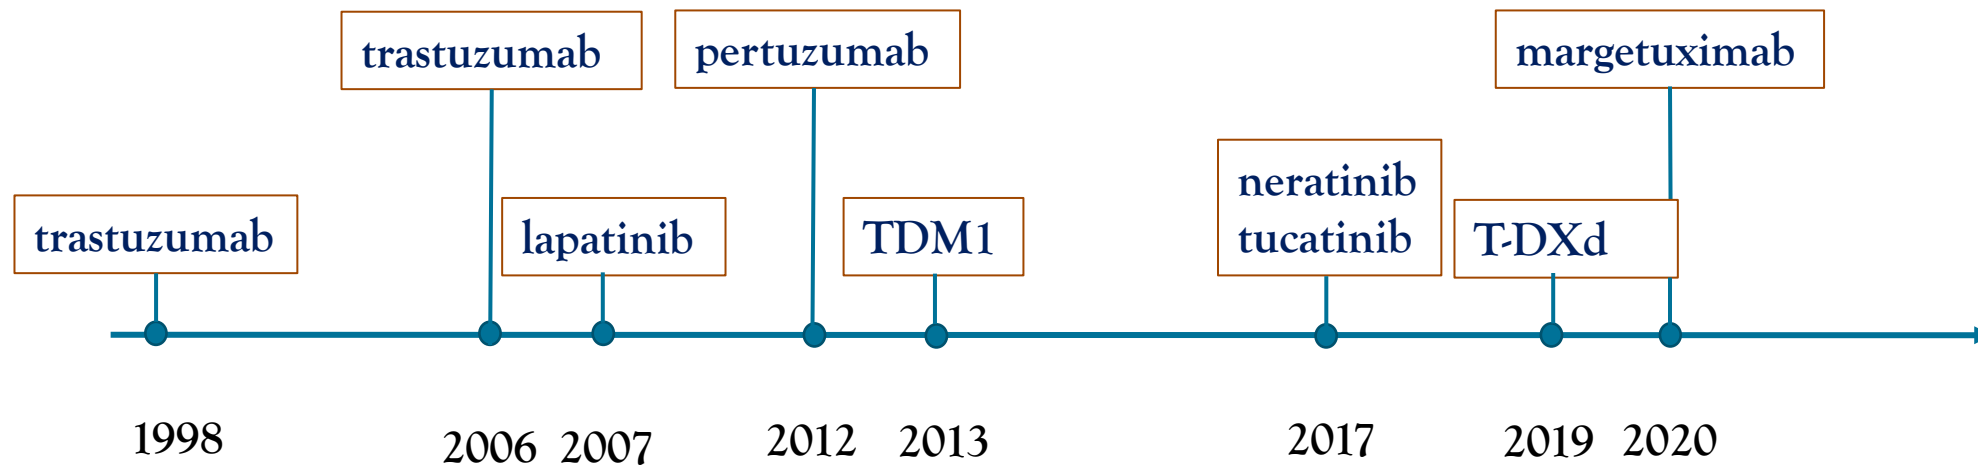 trastuzumab
pertuzumab
margetuximab
neratinib
tucatinib
trastuzumab
lapatinib
TDM1
T-DXd
1998
2006
2007
2012
2013
2017
2019
2020